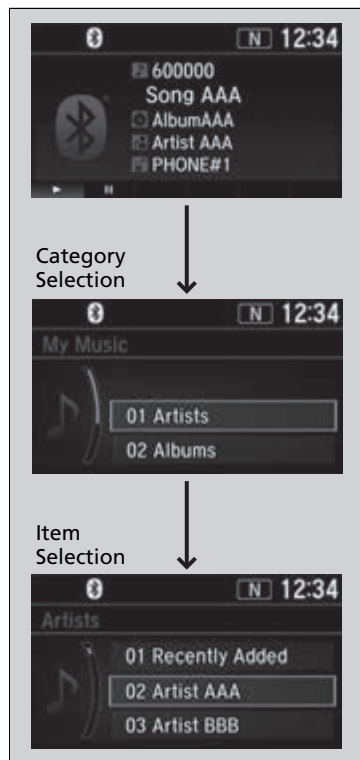 N 12:34
600000
Song AAA
AlbumAAA
Artist AAA
PHONE#1
Category
Selection
N 12:34
My Music
01 Artists
02 Albums
Item
Selection
N 12:34
Artists
01 Recently Added
02 Artist AAA
03 Artist BBB